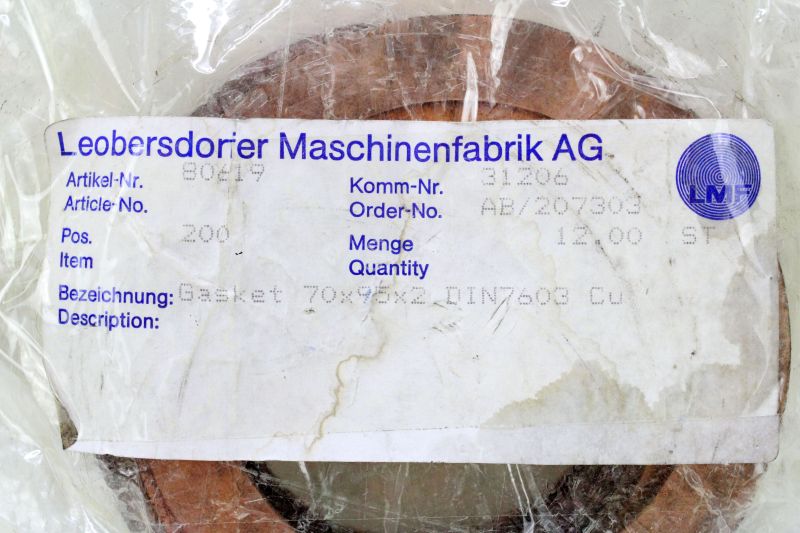 Leobersdorfer Maschinenfabrik AG
LMF
Artikel-Nr. 80619 Komm-Nr. 31206
Article-No. Order-No. AB/207303
Pos. 200 Menge 12.00 ST
Item Quantity
Bezeichnung: Gasket 70x95x2 DIN7603 Cu
Description: